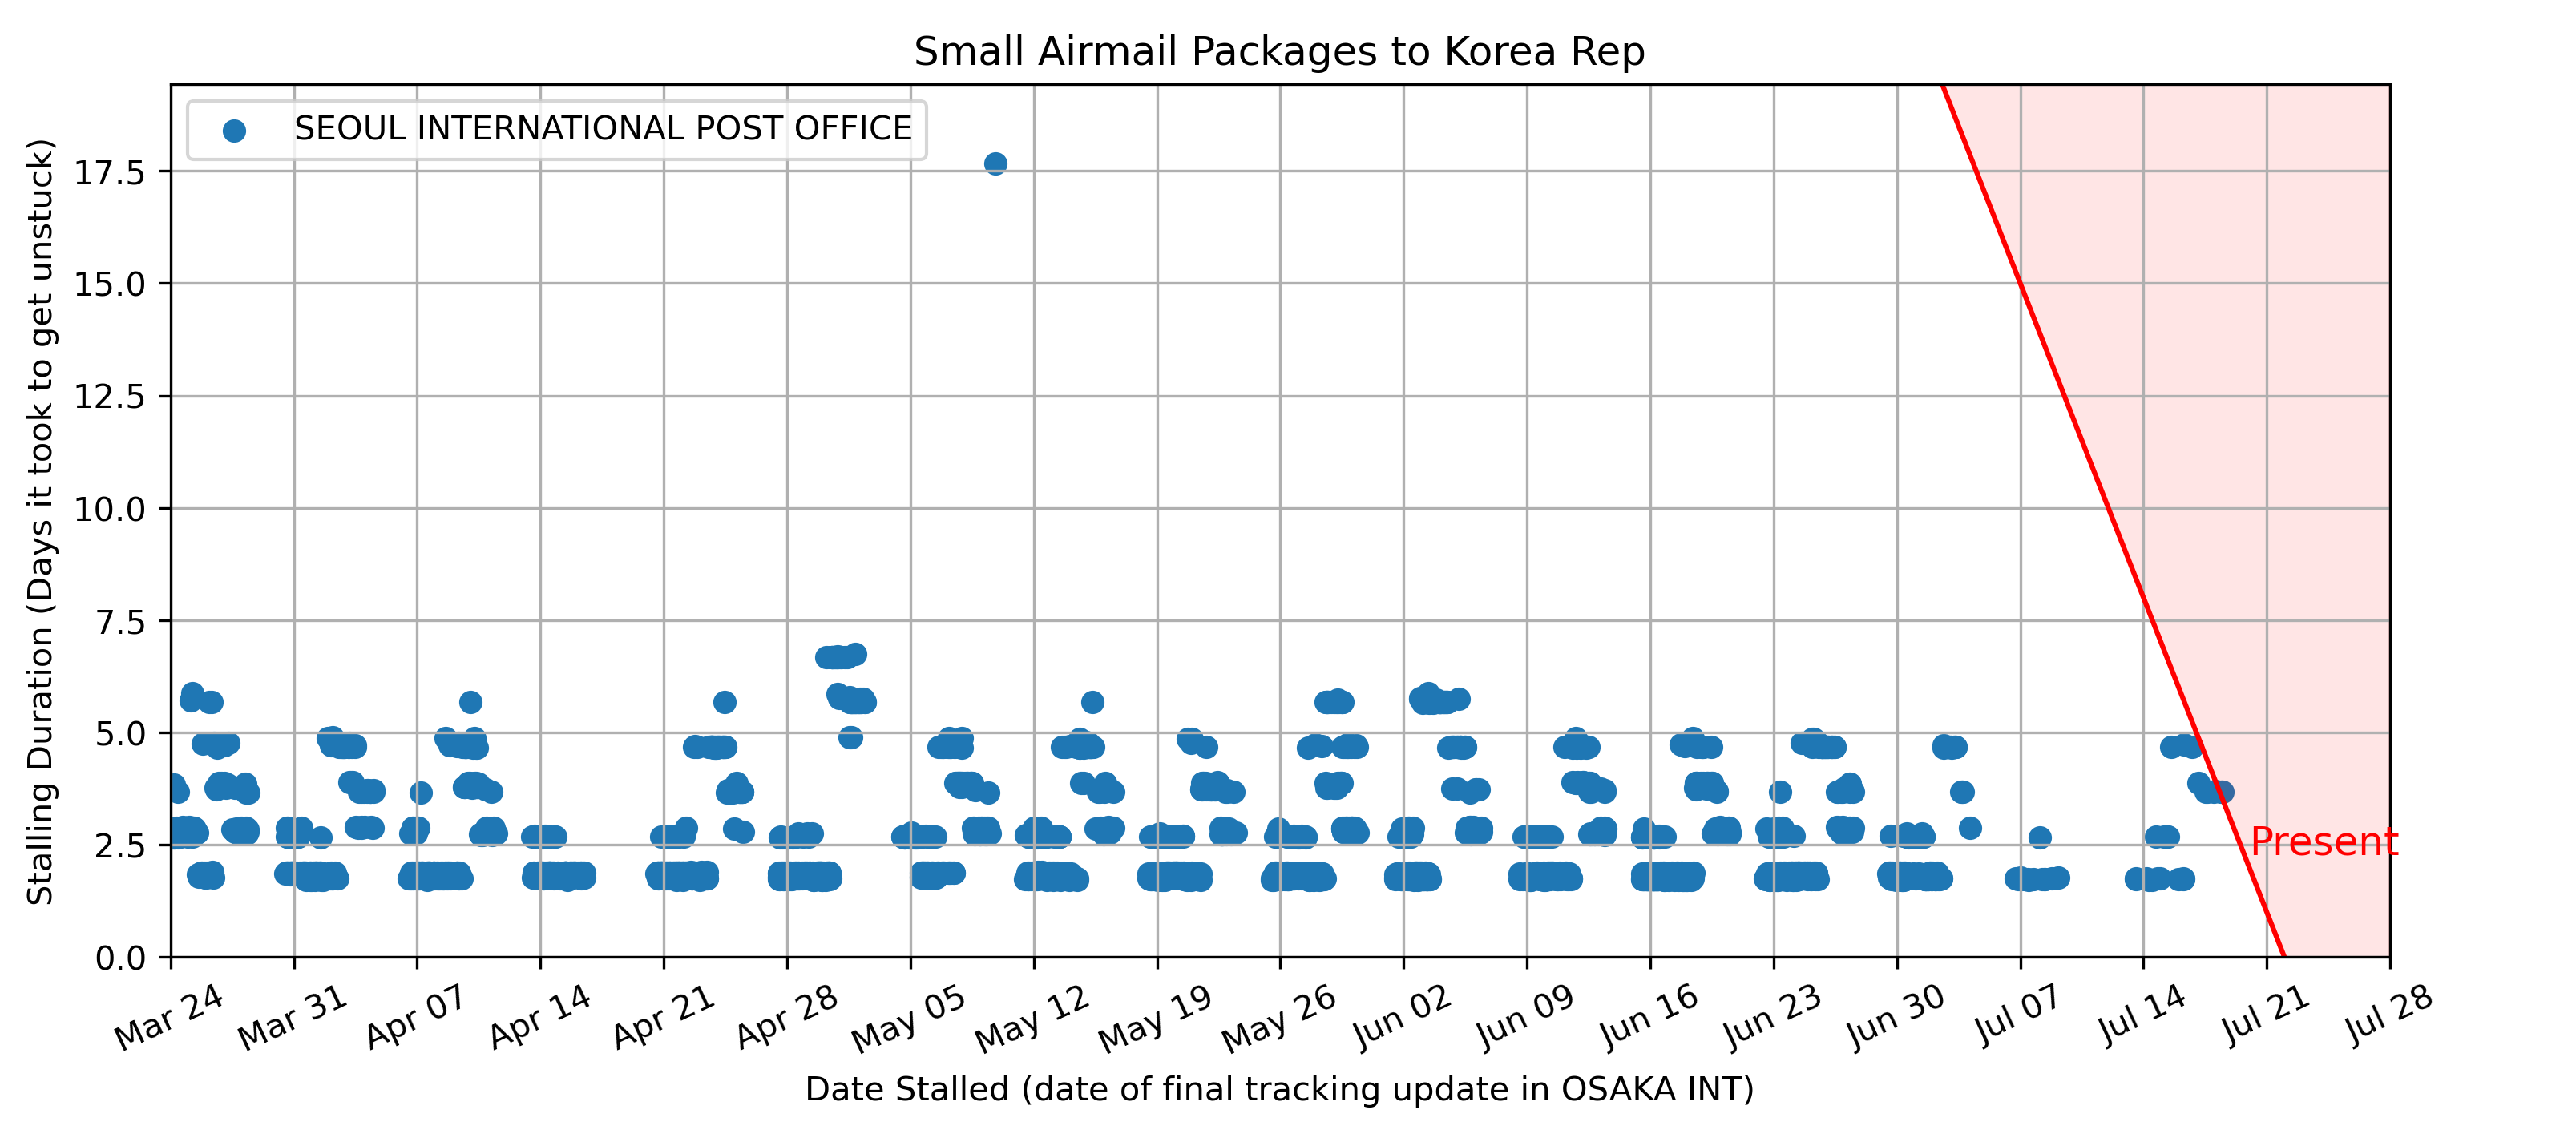 Small Airmail Packages to Korea Rep
SEOUL INTERNATIONAL POST OFFICE
Stalling Duration (Days it took to get unstuck)
17.5
15.0
12.5
10.0
7.5
5.0
2.5
0.0
Present
Mar 24
Mar 31
Apr 07
Apr 14
Apr 21
Apr 28
May 05
May 12
May 19
May 26
Jun 02
Jun 09
Jun 16
Jun 23
Jun 30
Jul 07
Jul 14
Jul 21
Jul 28
Date Stalled (date of final tracking update in OSAKA INT)